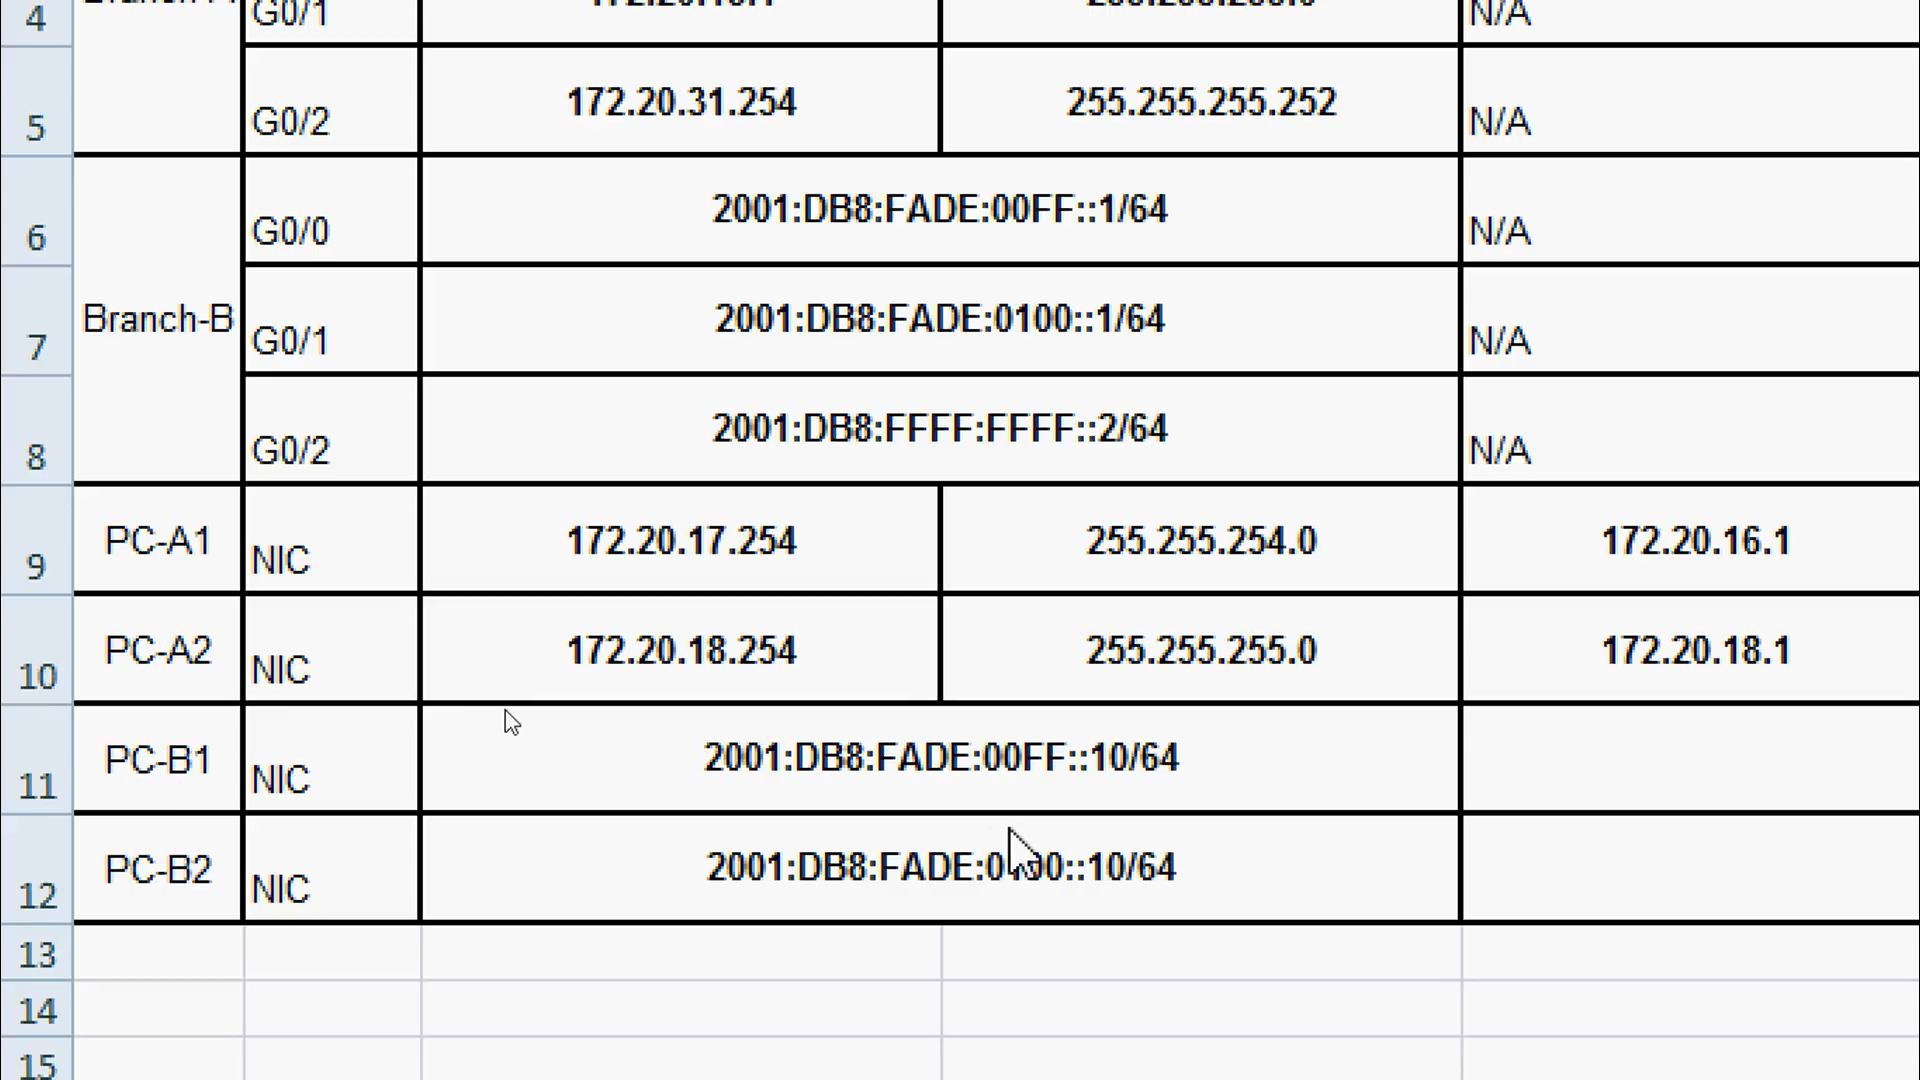 4 G0/1 N/A
5 G0/2 172.20.31.254 255.255.255.252 N/A
6 G0/0 2001:DB8:FADE:00FF::1/64 N/A
Branch-B
7 G0/1 2001:DB8:FADE:0100::1/64 N/A
8 G0/2 2001:DB8:FFFF:FFFF::2/64 N/A
9 PC-A1 NIC 172.20.17.254 255.255.254.0 172.20.16.1
10 PC-A2 NIC 172.20.18.254 255.255.255.0 172.20.18.1
11 PC-B1 NIC 2001:DB8:FADE:00FF::10/64
12 PC-B2 NIC
13
14
15